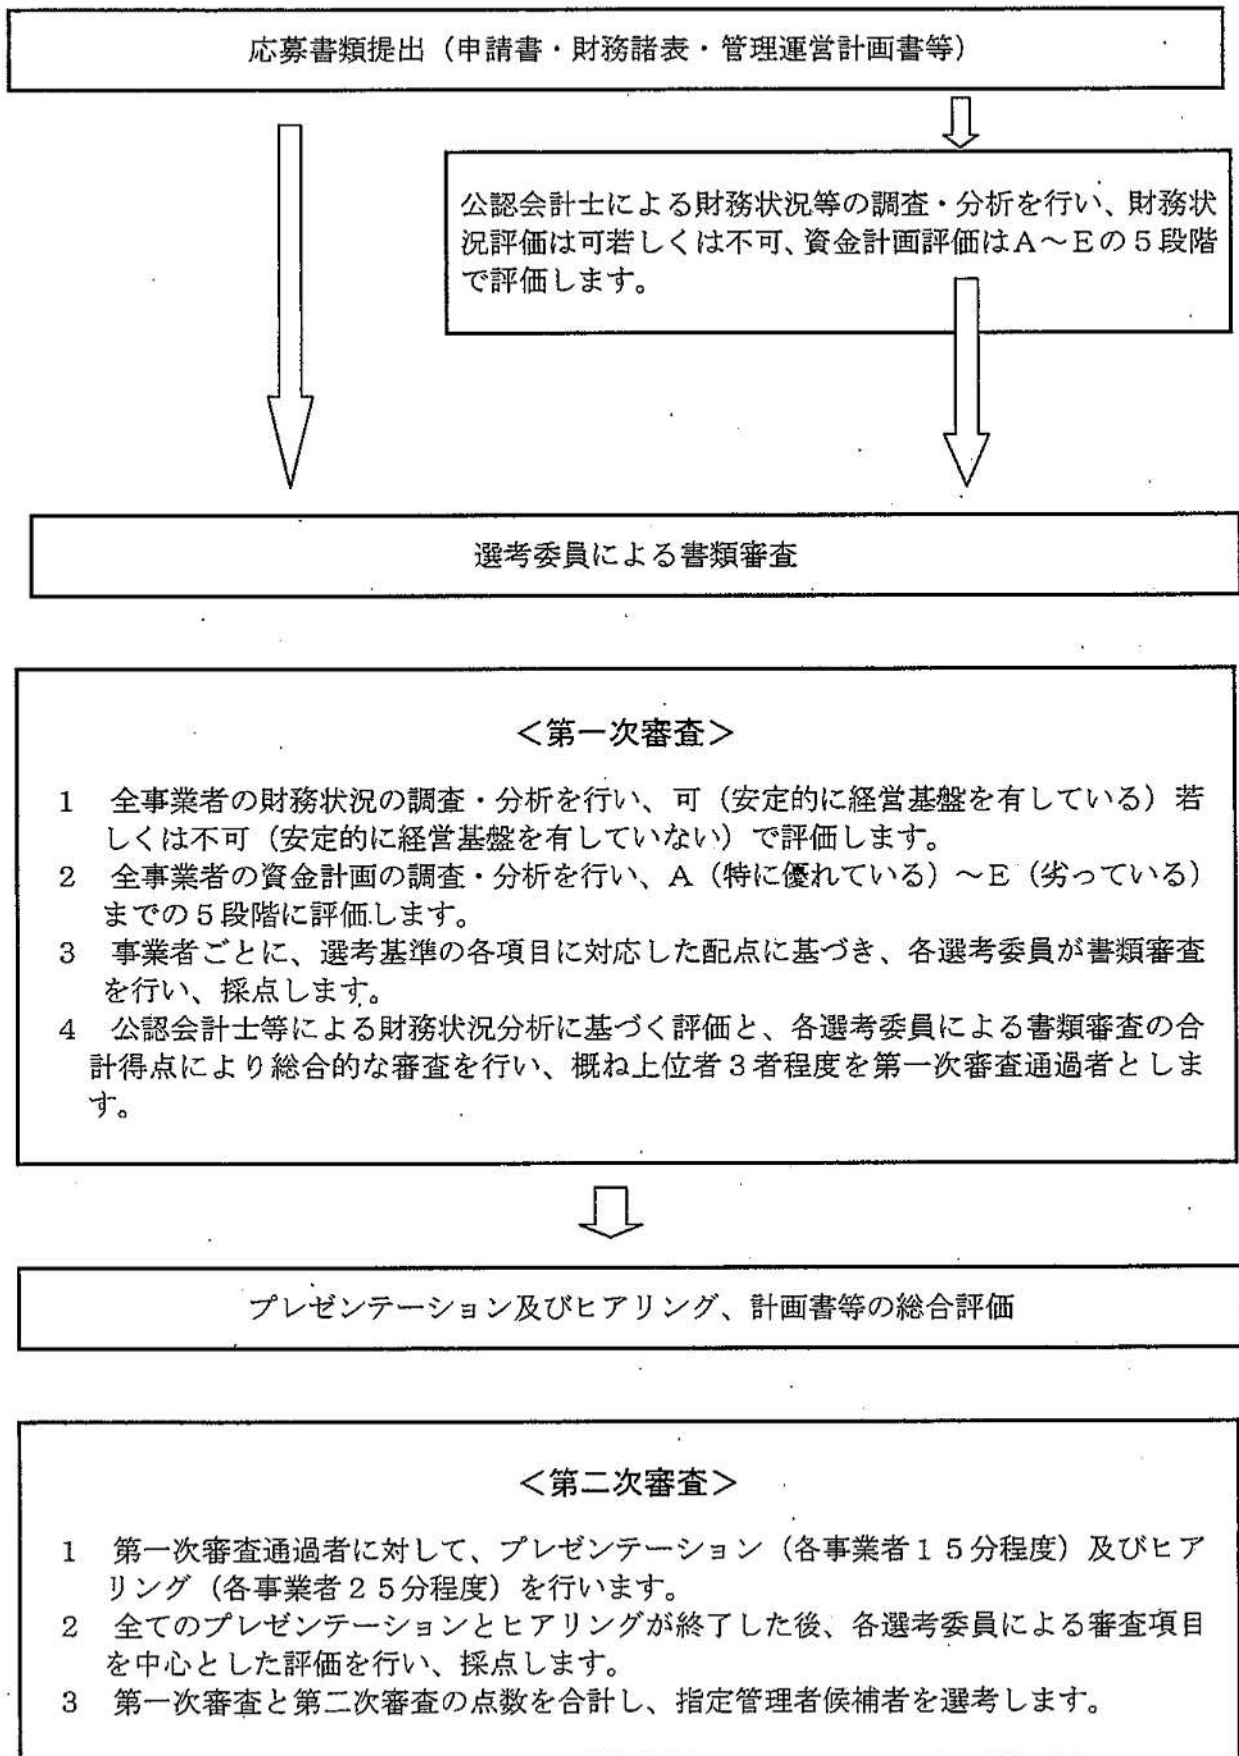 応募書類提出（申請書・財務諸表・管理運営計画書等）
公認会計士による財務状況等の調査・分析を行い、財務状
況評価は可若しくは不可、資金計画評価はＡ～Ｅの５段階
で評価します。
選考委員による書類審査
＜第一次審査＞
１　全事業者の財務状況の調査・分析を行い、可（安定的に経営基盤を有している）若
しくは不可（安定的に経営基盤を有していない）で評価します。
２　全事業者の資金計画の調査・分析を行い、Ａ（特に優れている）～Ｅ（劣っている）
までの５段階に評価します。
３　事業者ごとに、選考基準の各項目に対応した配点に基づき、各選考委員が書類審査
を行い、採点します。
４　公認会計士等による財務状況分析に基づく評価と、各選考委員による書類審査の合
計得点により総合的な審査を行い、概ね上位者３者程度を第一次審査通過者としま
す。
プレゼンテーション及びヒアリング、計画書等の総合評価
＜第二次審査＞
１　第一次審査通過者に対して、プレゼンテーション（各事業者１５分程度）及びヒア
リング（各事業者２５分程度）を行います。
２　全てのプレゼンテーションとヒアリングが終了した後、各選考委員による審査項目
を中心とした評価を行い、採点します。
３　第一次審査と第二次審査の点数を合計し、指定管理者候補者を選考します。